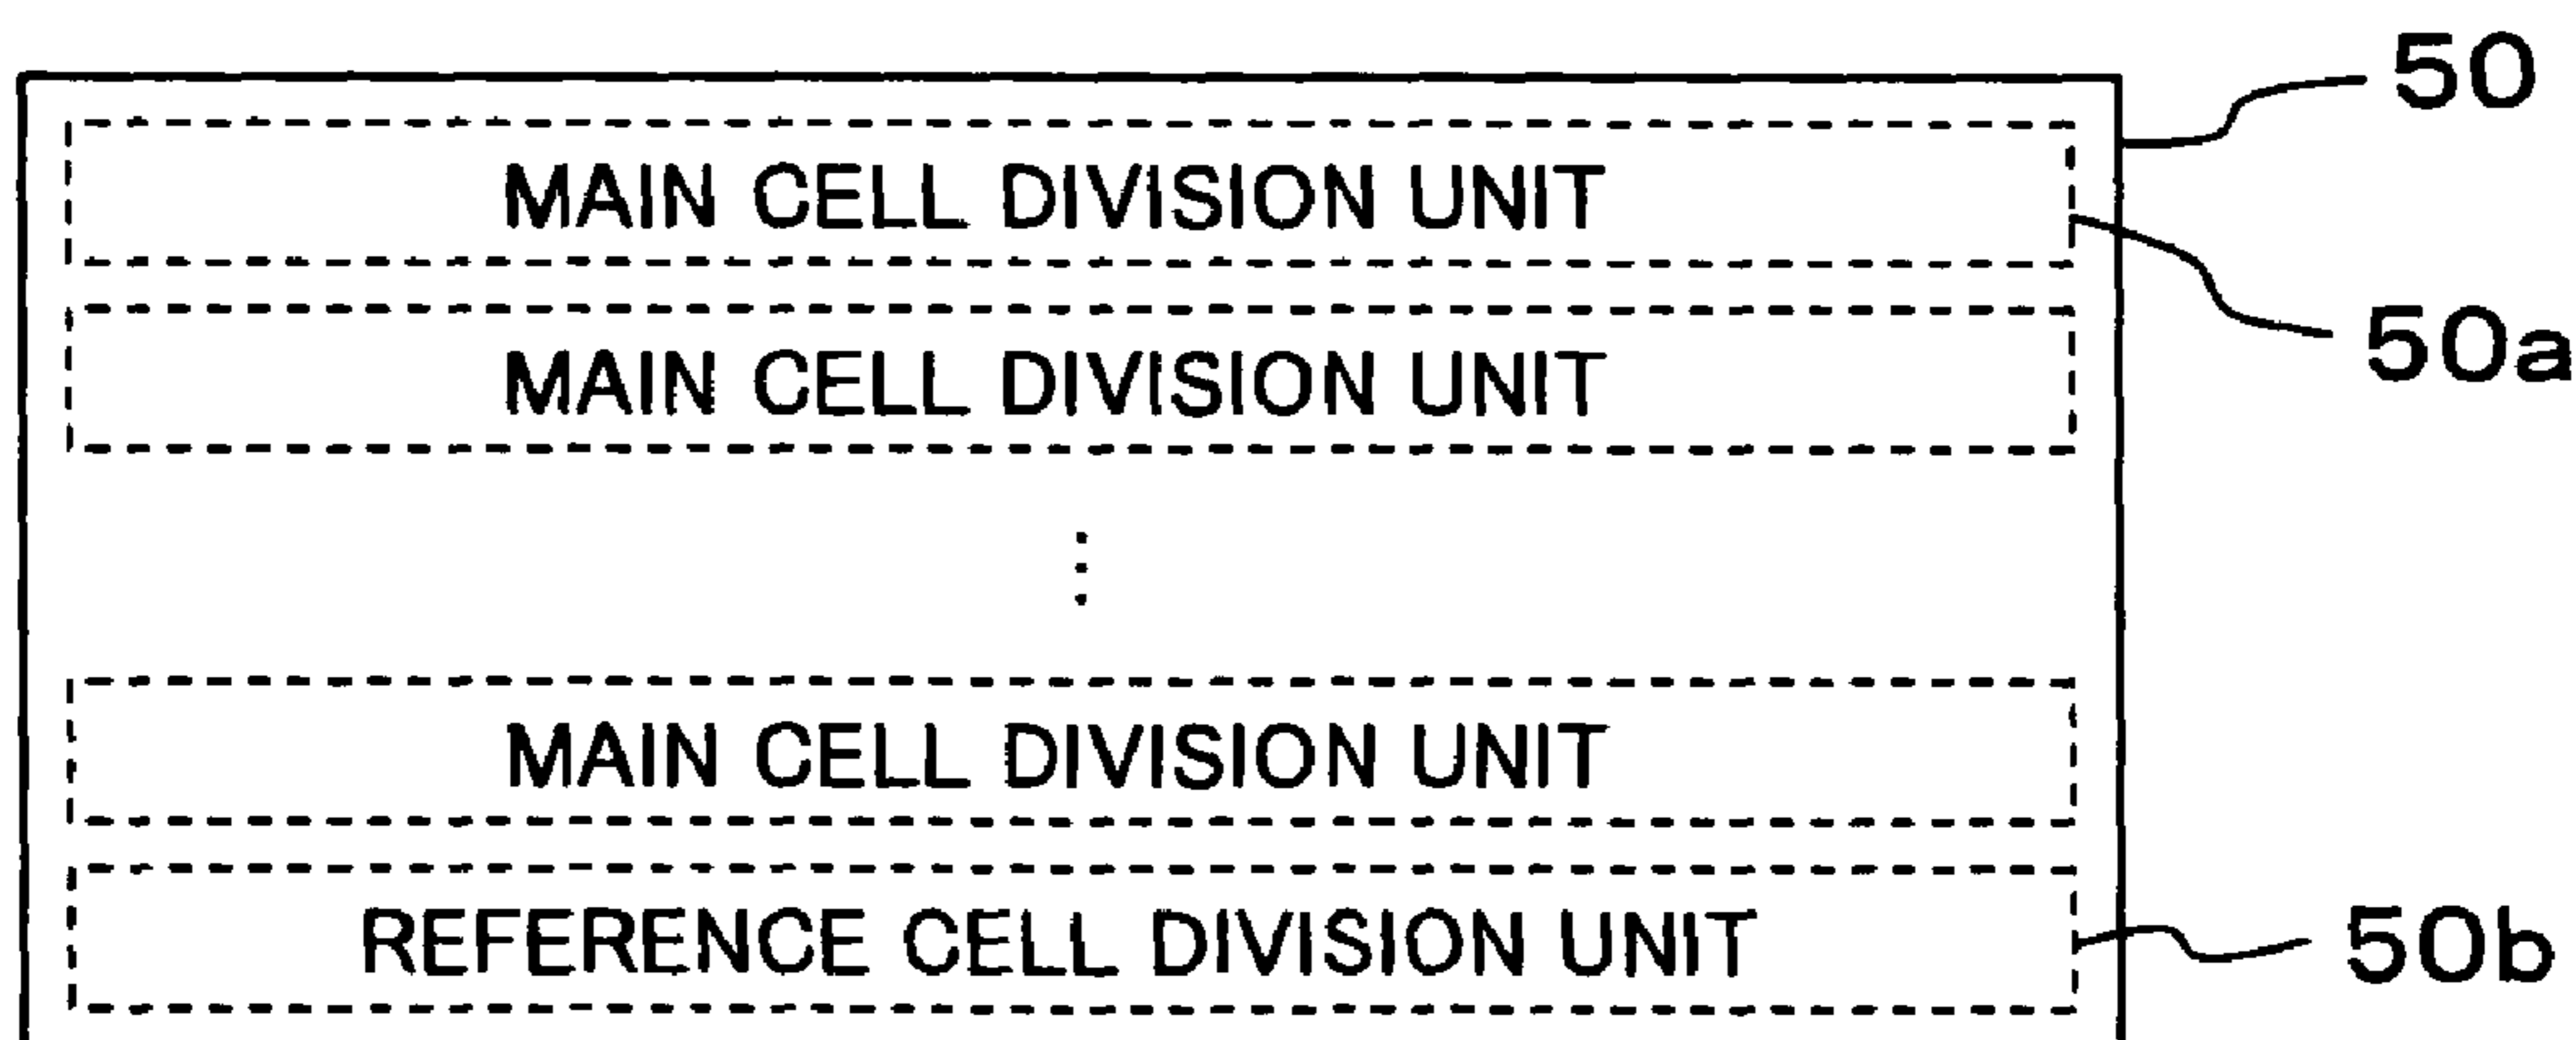 50
MAIN CELL DIVISION UNIT
50a
MAIN CELL DIVISION UNIT
MAIN CELL DIVISION UNIT
REFERENCE CELL DIVISION UNIT
50b